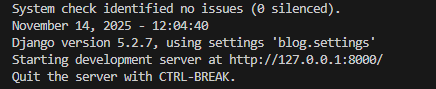 System check identified no issues (0 silenced).
November 14, 2025 - 12:04:40
Django version 5.2.7, using settings 'blog.settings'
Starting development server at http://127.0.0.1:8000/
Quit the server with CTRL-BREAK.